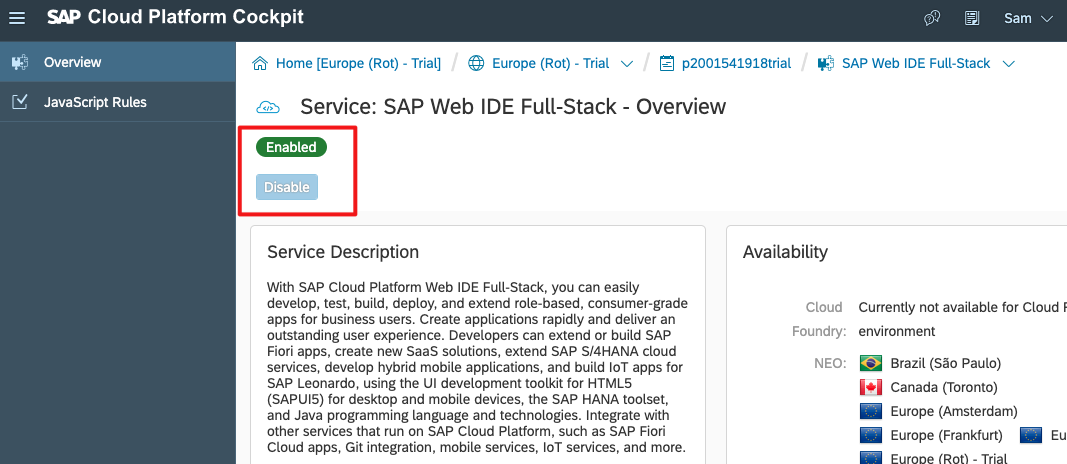 SAP Cloud Platform Cockpit
Sam
Overview
JavaScript Rules
Home [Europe (Rot) - Trial] / Europe (Rot) - Trial / p2001541918trial / SAP Web IDE Full-Stack
Service: SAP Web IDE Full-Stack - Overview
Enabled
Disable
Service Description
With SAP Cloud Platform Web IDE Full-Stack, you can easily
develop, test, build, deploy, and extend role-based, consumer-grade
apps for business users. Create applications rapidly and deliver an
outstanding user experience. Developers can extend or build SAP
Fiori apps, create new SaaS solutions, extend SAP S/4HANA cloud
services, develop hybrid mobile applications, and build IoT apps for
SAP Leonardo, using the UI development toolkit for HTML5
(SAPUI5) for desktop and mobile devices, the SAP HANA toolset,
and Java programming language and technologies. Integrate with
other services that run on SAP Cloud Platform, such as SAP Fiori
Cloud apps, Git integration, mobile services, IoT services, and more.
Availability
Cloud Currently not available for Cloud F
Foundry: environment
NEO: Brazil (São Paulo)
Canada (Toronto)
Europe (Amsterdam)
Europe (Frankfurt) Eu
Europe (Rot) - Trial